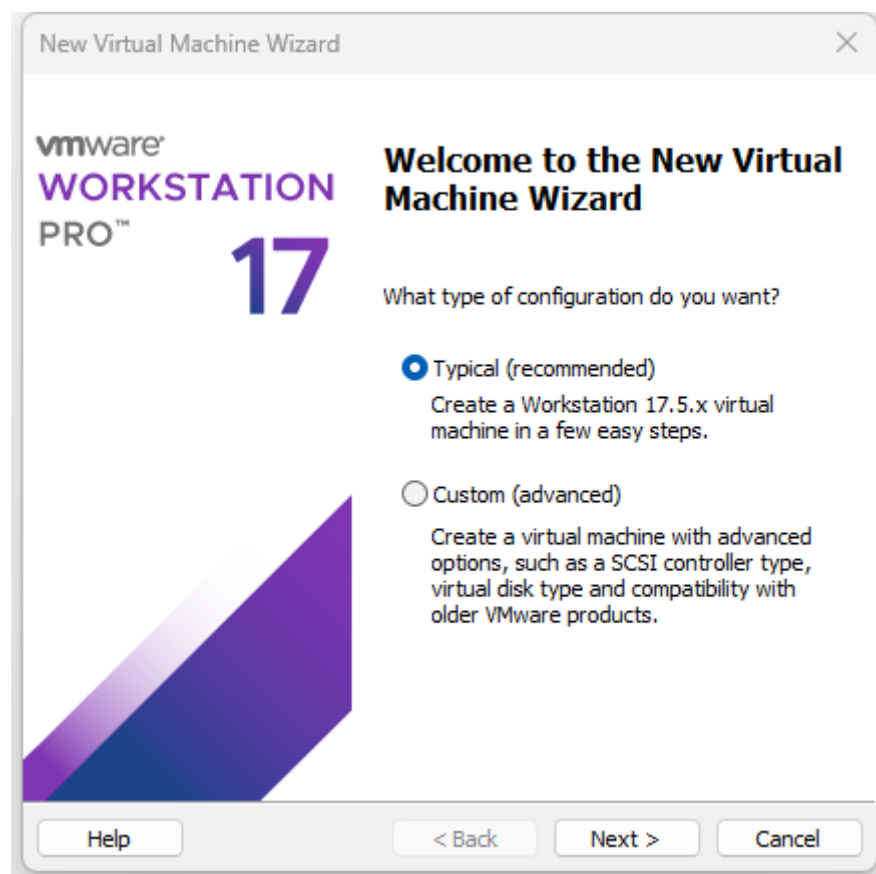 New Virtual Machine Wizard
vmware®
WORKSTATION
PRO™
17
Welcome to the New Virtual
Machine Wizard
What type of configuration do you want?
Typical (recommended)
Create a Workstation 17.5.x virtual
machine in a few easy steps.
Custom (advanced)
Create a virtual machine with advanced
options, such as a SCSI controller type,
virtual disk type and compatibility with
older VMware products.
Help
< Back
Next >
Cancel